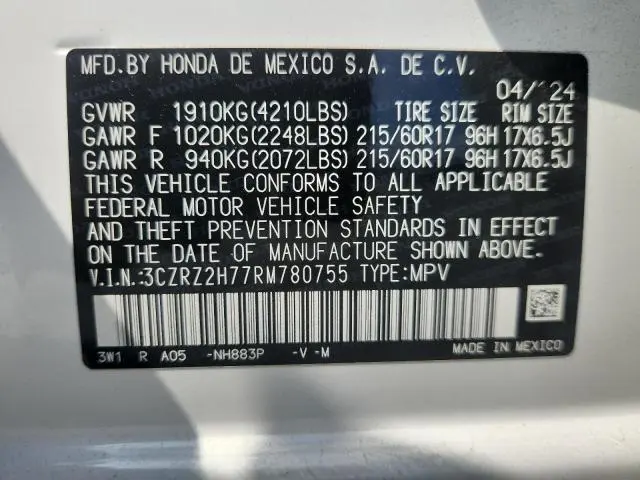 MFD.BY HONDA DE MEXICO S.A. DE C.V.
04/ 24
GVWR 1910KG(4210LBS) TIRE SIZE RIM SIZE
GAWR F 1020KG(2248LBS) 215/60R17 96H 17X6.5J
GAWR R 940KG(2072LBS) 215/60R17 96H 17X6.5J
THIS VEHICLE CONFORMS TO ALL APPLICABLE
FEDERAL MOTOR VEHICLE SAFETY
AND THEFT PREVENTION STANDARDS IN EFFECT
ON THE DATE OF MANUFACTURE SHOWN ABOVE.
V.I.N.:3CZRZ2H77RM780755 TYPE:MPV
3W1 R A05 -NH883P -V -M MADE IN MEXICO